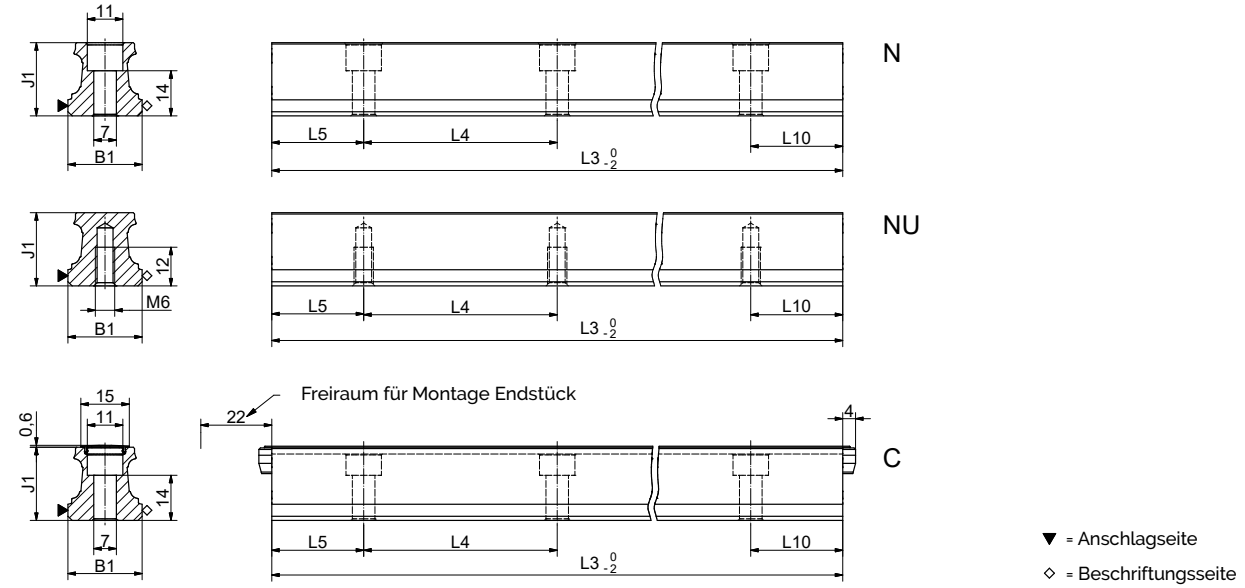 11
J1
14
7
B1
N
L5
L4
L10
L3 -2 0
J1
12
M6
B1
NU
L5
L4
L10
L3 -2 0
Freiraum für Montage Endstück
15
11
22
4
0,6
J1
14
7
B1
C
L5
L4
L10
L3 -2 0
▼ = Anschlagseite
◇ = Beschriftungsseite